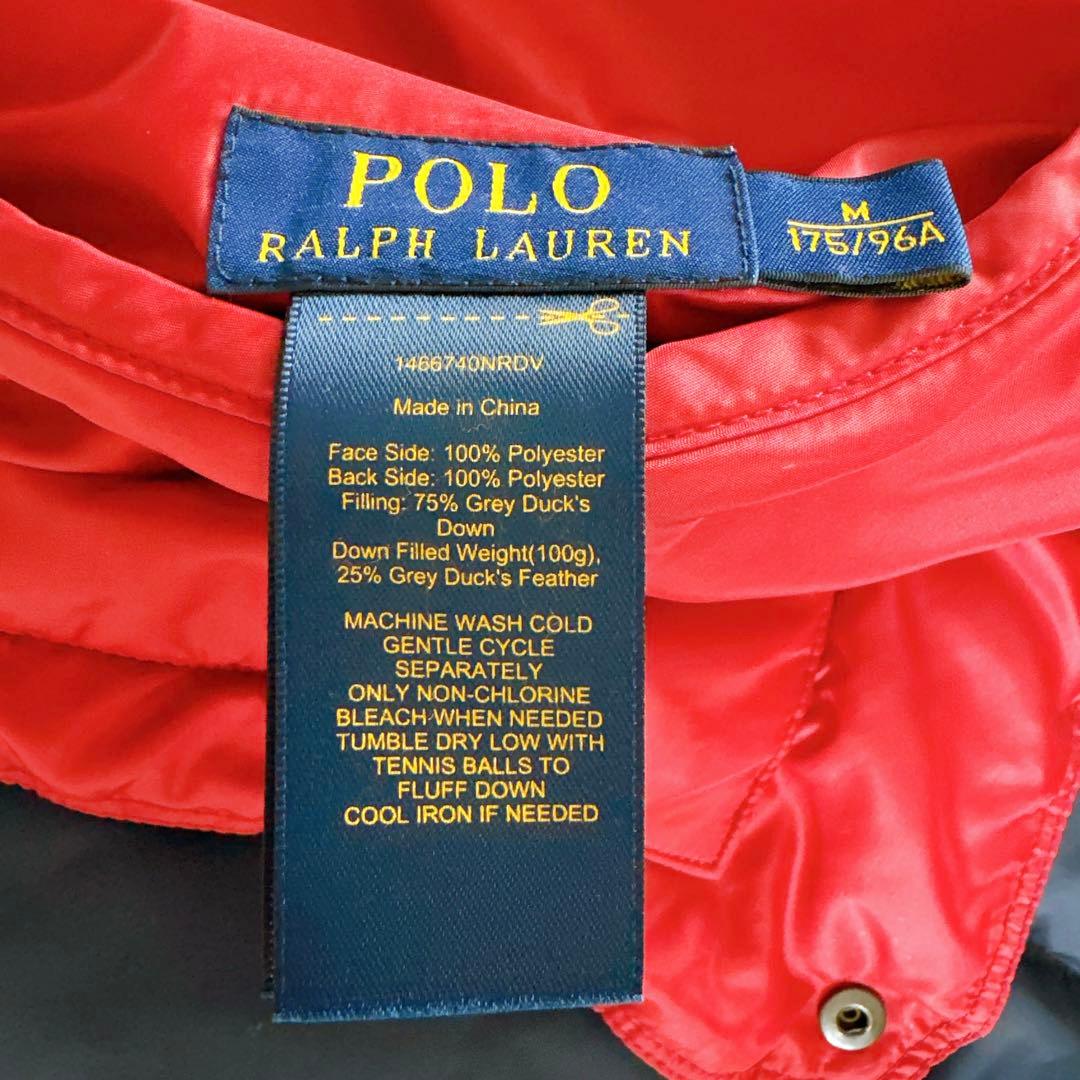 POLO
RALPH LAUREN
M
175/96A
1466740NRDV
Made in China
Face Side: 100% Polyester
Back Side: 100% Polyester
Filling: 75% Grey Duck's
Down
Down Filled Weight(100g),
25% Grey Duck's Feather
MACHINE WASH COLD
GENTLE CYCLE
SEPARATELY
ONLY NON-CHLORINE
BLEACH WHEN NEEDED
TUMBLE DRY LOW WITH
TENNIS BALLS TO
FLUFF DOWN
COOL IRON IF NEEDED